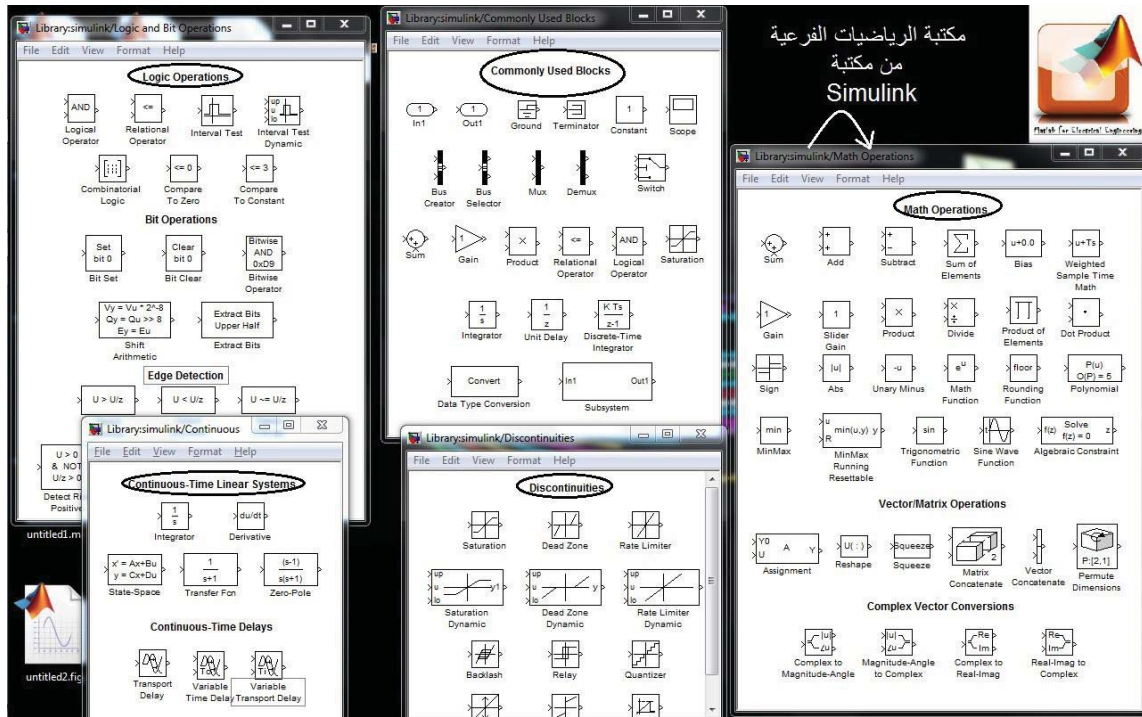 Library:simulink/Logic and Bit Operations
File Edit View Format Help
Logic Operations
AND
<=
up
u
lo
Logical
Operator
Relational
Operator
Interval Test
Interval Test
Dynamic
<= 0
<= 3
Combinatorial
Logic
Compare
To Zero
Compare
To Constant
Bit Operations
Set
bit 0
Clear
bit 0
Bitwise
AND
0xD9
Bit Set
Bit Clear
Bitwise
Operator
Vy = Vu * 2^-8
Qy = Qu >> 8
Ey = Eu
Extract Bits
Upper Half
Shift
Arithmetic
Extract Bits
Edge Detection
U > U/z
U < U/z
U ~= U/z
U > 0
& NOT
U/z > 0
Detect Ri
Positive
untitled1.m
untitled2.fig
Library:simulink/Continuous
File Edit View Format Help
Continuous-Time Linear Systems
1
s
du/dt
Integrator
Derivative
x' = Ax+Bu
y = Cx+Du
1
s+1
(s-1)
s(s+1)
State-Space
Transfer Fcn
Zero-Pole
Continuous-Time Delays
To
Ti
Transport
Delay
Variable
Time Delay
Variable
Transport Delay
Library:simulink/Commonly Used Blocks
File Edit View Format Help
Commonly Used Blocks
1
1
1
In1
Out1
Ground
Terminator
Constant
Scope
Bus
Creator
Bus
Selector
Mux
Demux
Switch
1
×
<=
AND
Sum
Gain
Product
Relational
Operator
Logical
Operator
Saturation
1
s
1
z
K Ts
z-1
Integrator
Unit Delay
Discrete-Time
Integrator
Convert
In1 Out1
Data Type Conversion
Subsystem
Library:simulink/Discontinuities
File Edit View Format Help
Discontinuities
Saturation
Dead Zone
Rate Limiter
up
u y1
lo
up
u
lo
up
u
lo
Saturation
Dynamic
Dead Zone
Dynamic
Rate Limiter
Dynamic
Backlash
Relay
Quantizer
مكتبة الرياضيات الفرعية
من مكتبة
Simulink
Matlab for Electrical Engineering
Library:simulink/Math Operations
File Edit View Format Help
Math Operations
+
+
+
−
∑
u+0.0
u+Ts
Sum
Add
Subtract
Sum of
Elements
Bias
Weighted
Sample Time
Math
1
1
×
×
÷
∏
Gain
Slider
Gain
Product
Divide
Product of
Elements
Dot Product
|u|
-u
e^u
floor
P(u)
O(P) = 5
Sign
Abs
Unary Minus
Math
Function
Rounding
Function
Polynomial
min
u
R
min(u,y) y
sin
t
f(z) Solve z
f(z) = 0
MinMax
MinMax
Running
Resettable
Trigonometric
Function
Sine Wave
Function
Algebraic Constraint
Vector/Matrix Operations
Y0
U A Y
U( : )
Squeeze
2
P:[2,1]
Assignment
Reshape
Squeeze
Matrix
Concatenate
Vector
Concatenate
Permute
Dimensions
Complex Vector Conversions
|u|
∠u
|u|
∠u
Re
Im
Re
Im
Complex to
Magnitude-Angle
Magnitude-Angle
to Complex
Complex to
Real-Imag
Real-Imag to
Complex